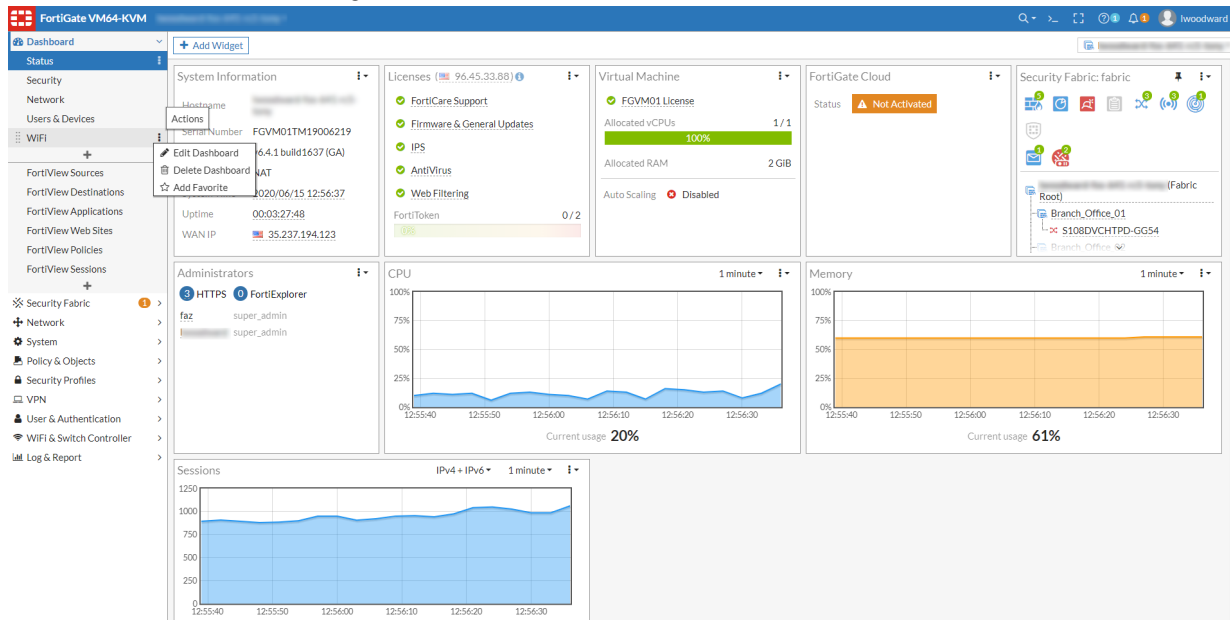 FortiGate VM64-KVM
1
1
lwoodward
Dashboard
Status
Security
Network
Users & Devices
WiFi
+
FortiView Sources
FortiView Destinations
FortiView Applications
FortiView Web Sites
FortiView Policies
FortiView Sessions
+
Security Fabric 1
Network
System
Policy & Objects
Security Profiles
VPN
User & Authentication
WiFi & Switch Controller
Log & Report
Actions
Edit Dashboard
Delete Dashboard
Add Favorite
+ Add Widget
System Information
Hostname
Serial Number FGVM01TM19006219
v6.4.1 build1637 (GA)
NAT
2020/06/15 12:56:37
Uptime 00:03:27:48
WAN IP 35.237.194.123
Licenses (96.45.33.88)
FortiCare Support
Firmware & General Updates
IPS
AntiVirus
Web Filtering
FortiToken 0/2
Virtual Machine
FGVM01 License
Allocated vCPUs 1/1
100%
Allocated RAM 2 GiB
Auto Scaling Disabled
FortiGate Cloud
Status Not Activated
Security Fabric: fabric
5
3
3
1
1
2
(Fabric
Root)
Branch_Office_01
S108DVCHTPD-GG54
Administrators
3 HTTPS 0 FortiExplorer
faz super_admin
super_admin
CPU 1 minute
100%
75%
50%
25%
0%
12:55:40 12:55:50 12:56:00 12:56:10 12:56:20 12:56:30
Current usage 20%
Memory 1 minute
100%
75%
50%
25%
0%
12:55:40 12:55:50 12:56:00 12:56:10 12:56:20 12:56:30
Current usage 61%
Sessions IPv4 + IPv6 1 minute
1250
1000
750
500
250
0
12:55:40 12:55:50 12:56:00 12:56:10 12:56:20 12:56:30